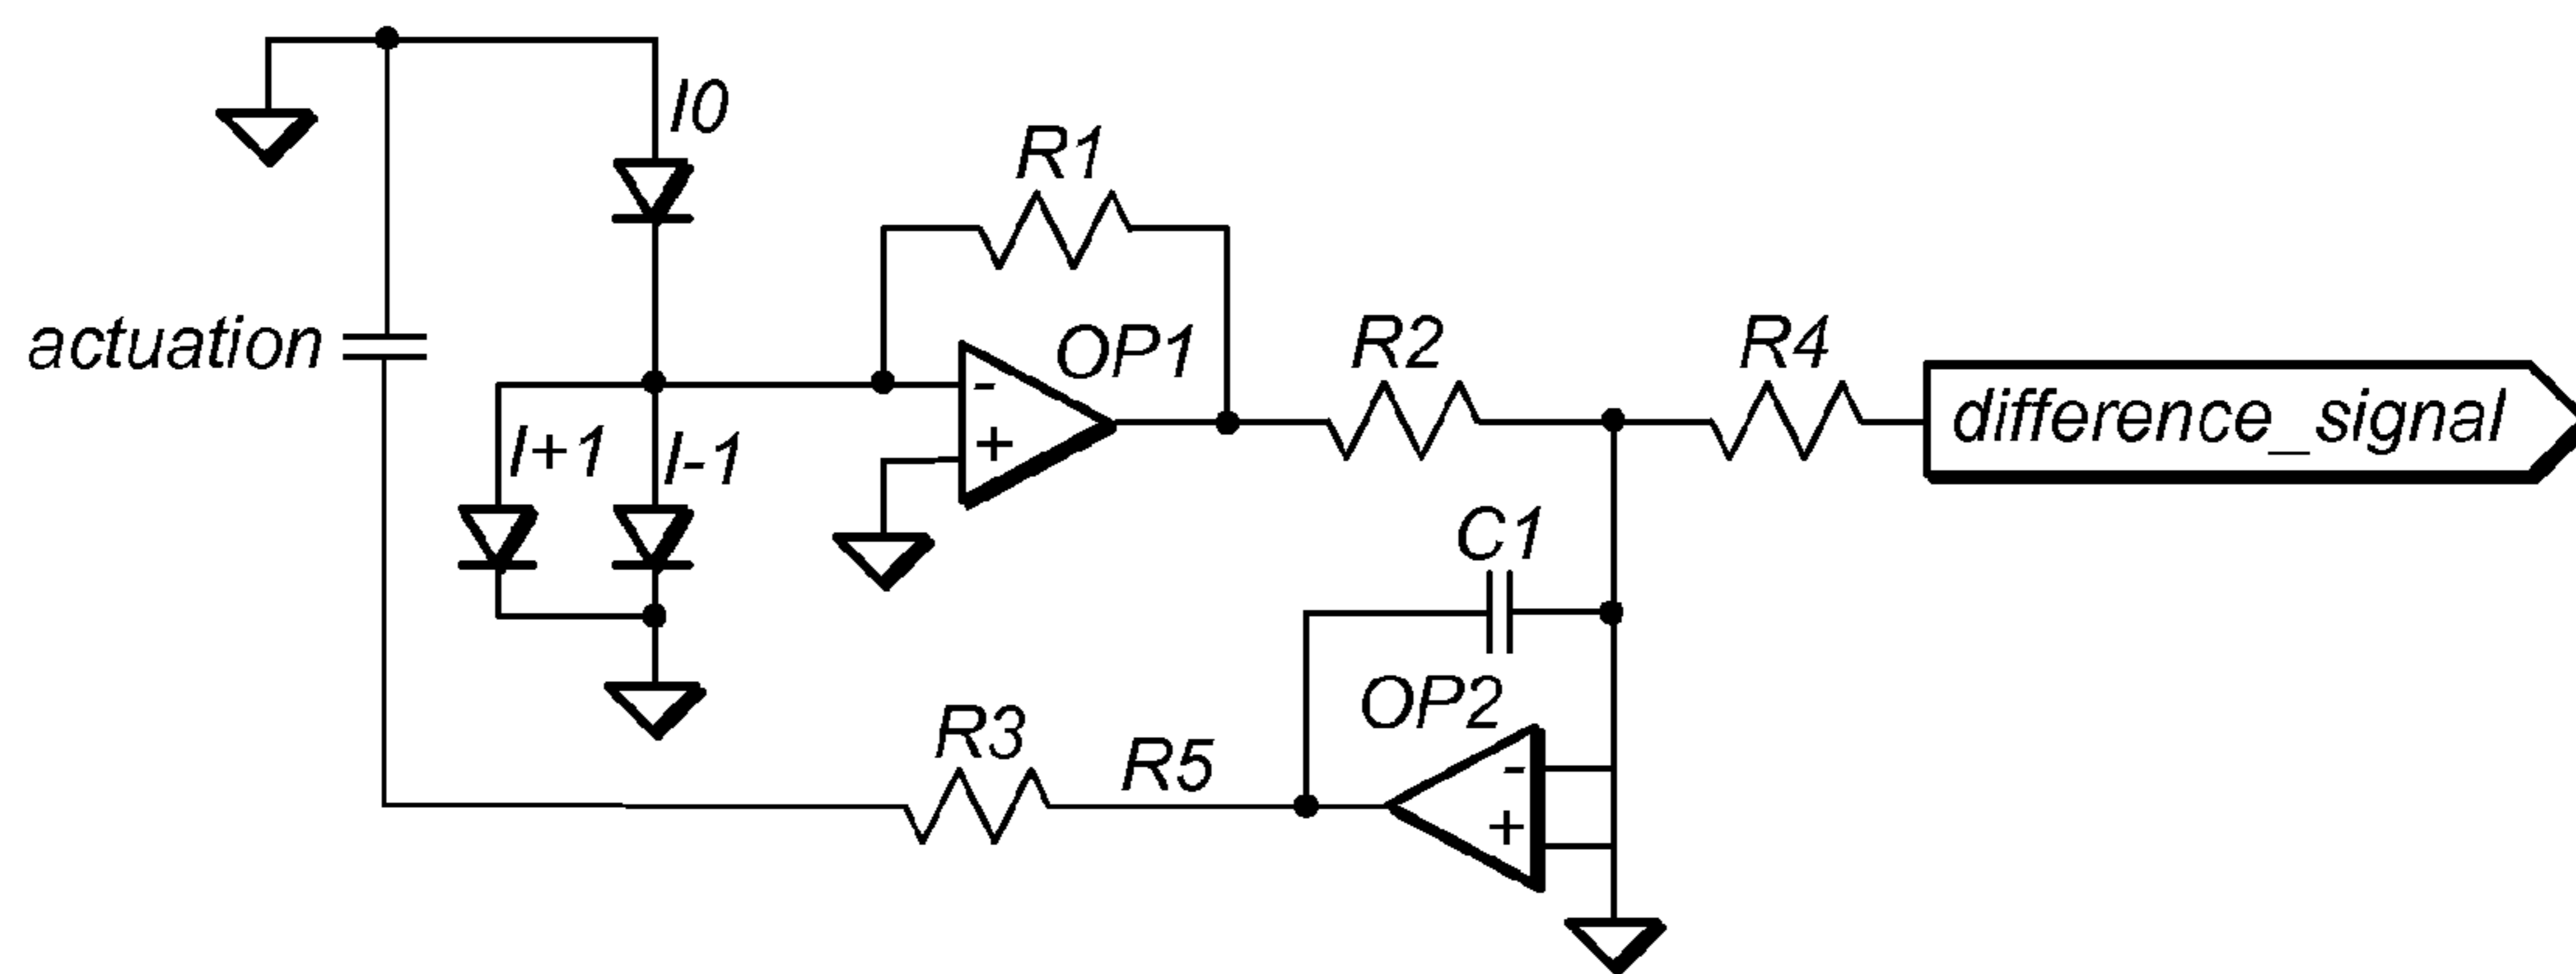 I0
R1
actuation
OP1
R2
R4
difference_signal
-
+
I+1
I-1
C1
OP2
R3
R5
-
+